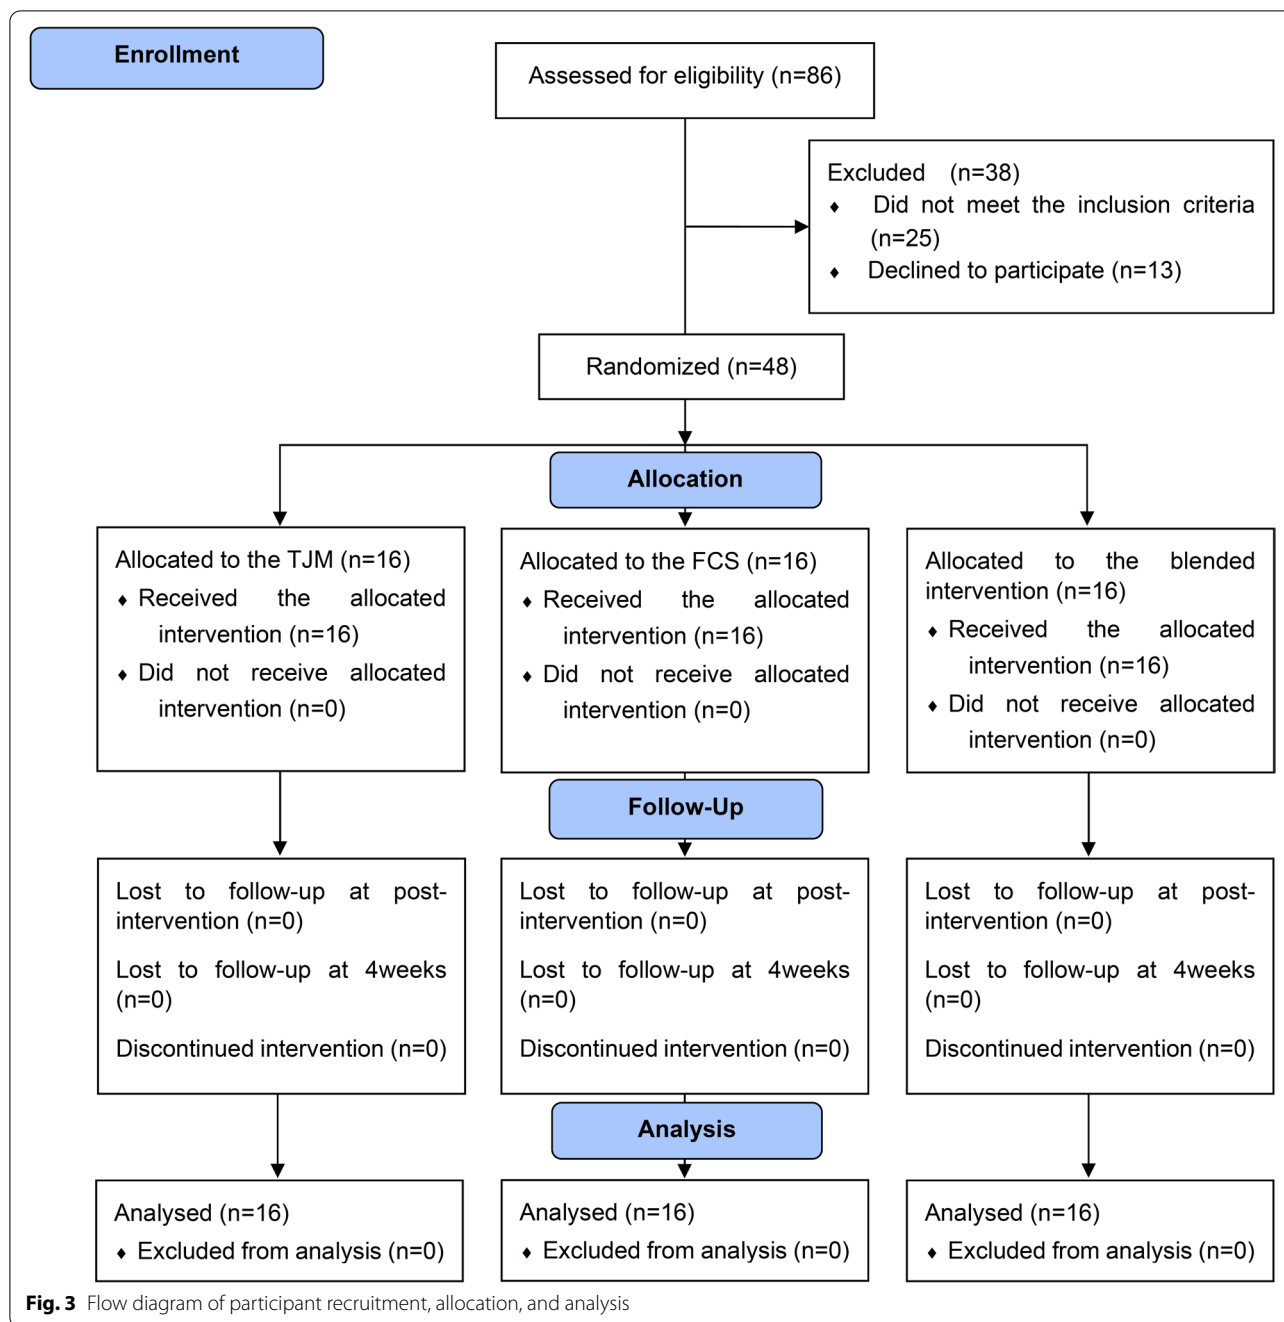 Enrollment
Assessed for eligibility (n=86)
Excluded (n=38)
♦ Did not meet the inclusion criteria
(n=25)
♦ Declined to participate (n=13)
Randomized (n=48)
Allocation
Allocated to the TJM (n=16)
♦ Received the allocated
intervention (n=16)
♦ Did not receive allocated
intervention (n=0)
Allocated to the FCS (n=16)
♦ Received the allocated
intervention (n=16)
♦ Did not receive allocated
intervention (n=0)
Allocated to the blended
intervention (n=16)
♦ Received the allocated
intervention (n=16)
♦ Did not receive allocated
intervention (n=0)
Follow-Up
Lost to follow-up at post-
intervention (n=0)
Lost to follow-up at 4weeks
(n=0)
Discontinued intervention (n=0)
Lost to follow-up at post-
intervention (n=0)
Lost to follow-up at 4weeks
(n=0)
Discontinued intervention (n=0)
Lost to follow-up at post-
intervention (n=0)
Lost to follow-up at 4weeks
(n=0)
Discontinued intervention (n=0)
Analysis
Analysed (n=16)
♦ Excluded from analysis (n=0)
Analysed (n=16)
♦ Excluded from analysis (n=0)
Analysed (n=16)
♦ Excluded from analysis (n=0)
Fig. 3 Flow diagram of participant recruitment, allocation, and analysis